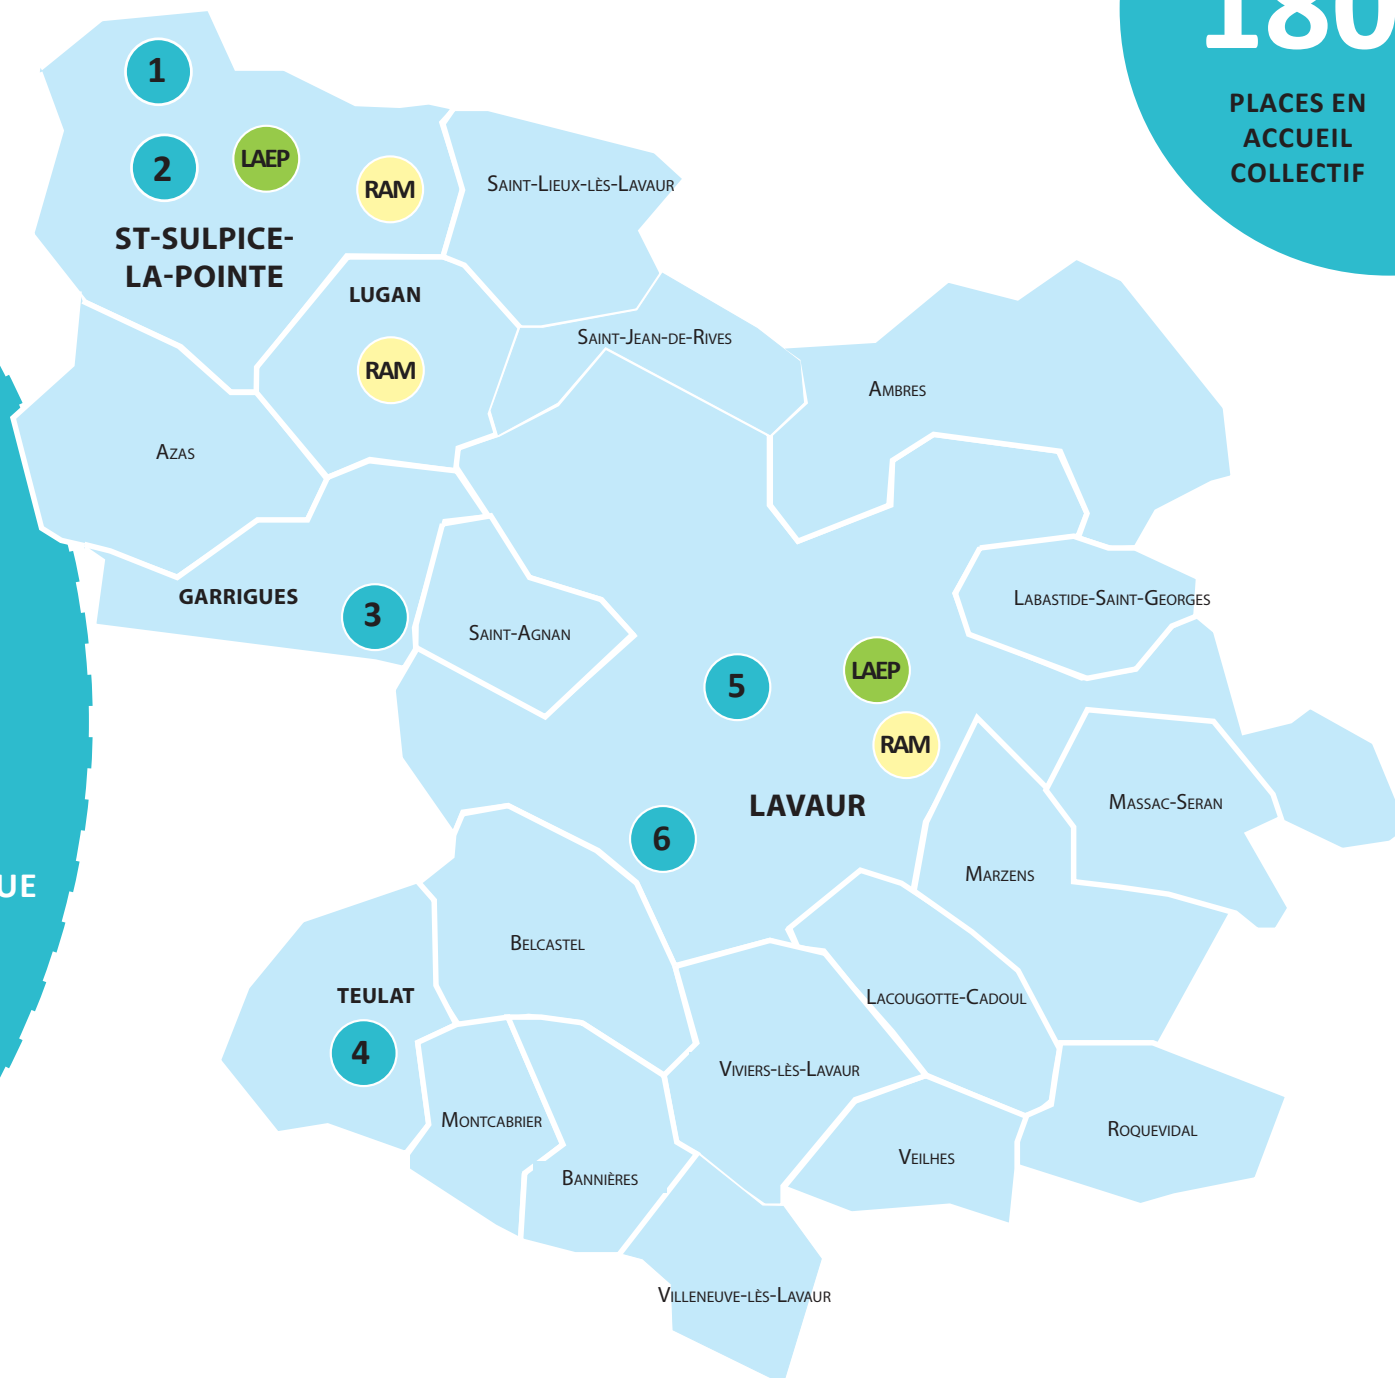 180
PLACES EN
ACCUEIL
COLLECTIF
1
2
LAEP
RAM
ST-SULPICE-
LA-POINTE
SAINT-LIEUX-LÈS-LAVAUR
LUGAN
RAM
SAINT-JEAN-DE-RIVES
AMBRES
AZAS
GARRIGUES
3
SAINT-AGNAN
LABASTIDE-SAINT-GEORGES
5
LAEP
RAM
LAVAUR
6
MASSAC-SERAN
MARZENS
UE
BELCASTEL
TEULAT
4
LACOUGOTTE-CADOUL
VIVIERS-LÈS-LAVAUR
MONTCABRIER
ROQUEVIDAL
VEILHES
BANNIÈRES
VILLENEUVE-LÈS-LAVAUR